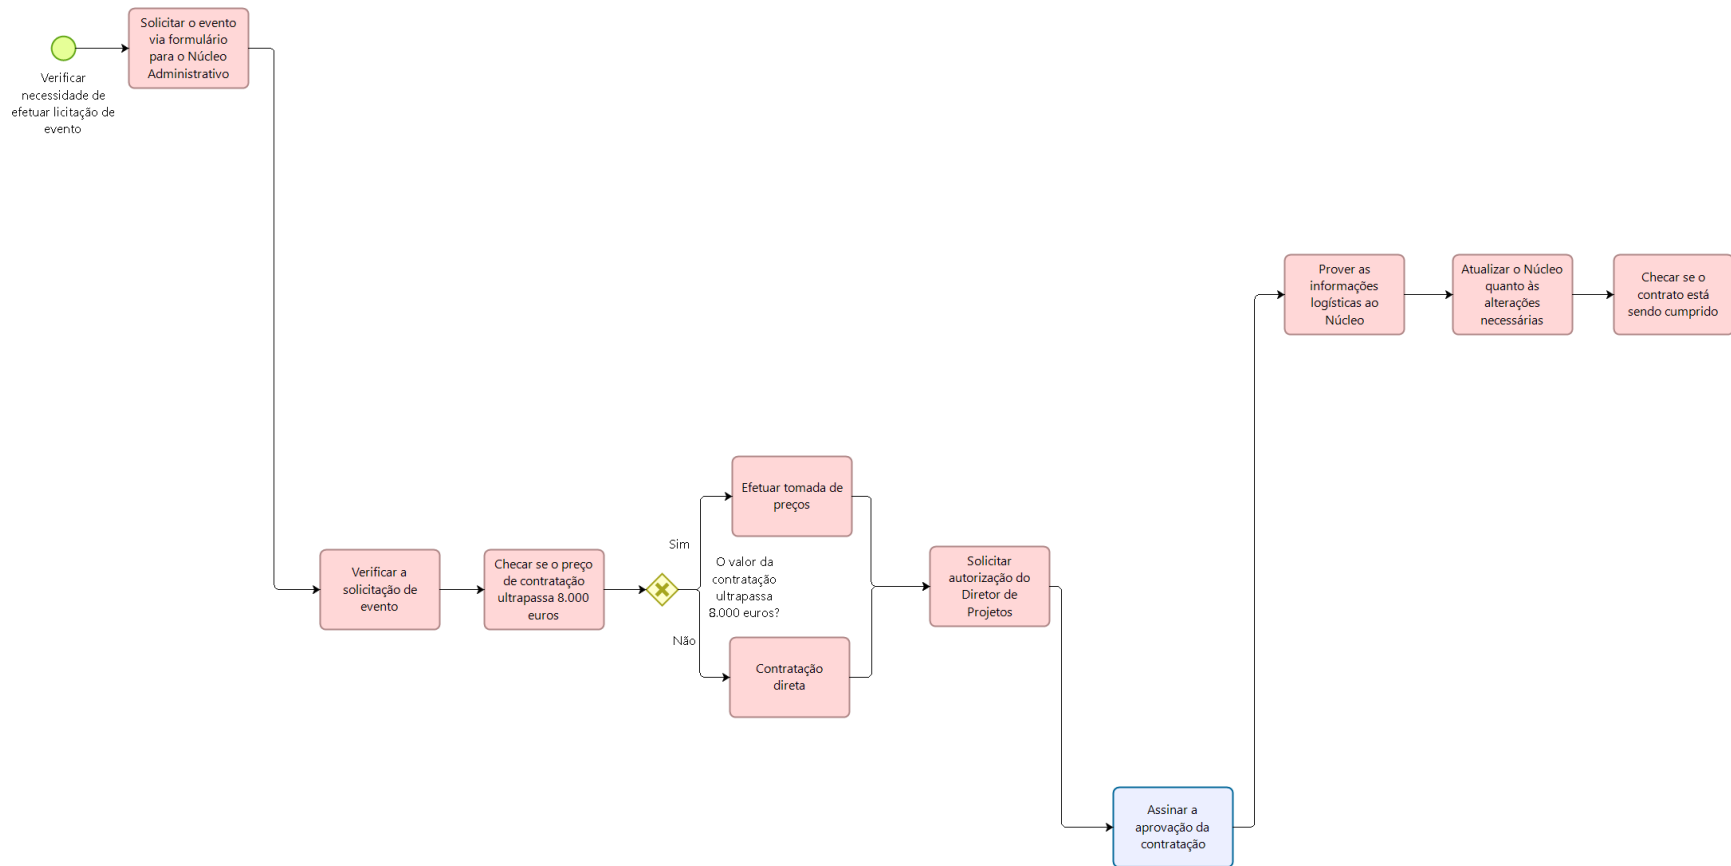 Solicitar o evento
via formulário
para o Núcleo
Administrativo
Verificar
necessidade de
efetuar licitação de
evento
Verificar a
solicitação de
evento
Checar se o preço
de contratação
ultrapassa 8.000
euros
Sim
O valor da
contratação
ultrapassa
8.000 euros?
Não
Efetuar tomada de
preços
Contratação
direta
Solicitar
autorização do
Diretor de
Projetos
Assinar a
aprovação da
contratação
Prover as
informações
logísticas ao
Núcleo
Atualizar o Núcleo
quanto às
alterações
necessárias
Checar se o
contrato está
sendo cumprido